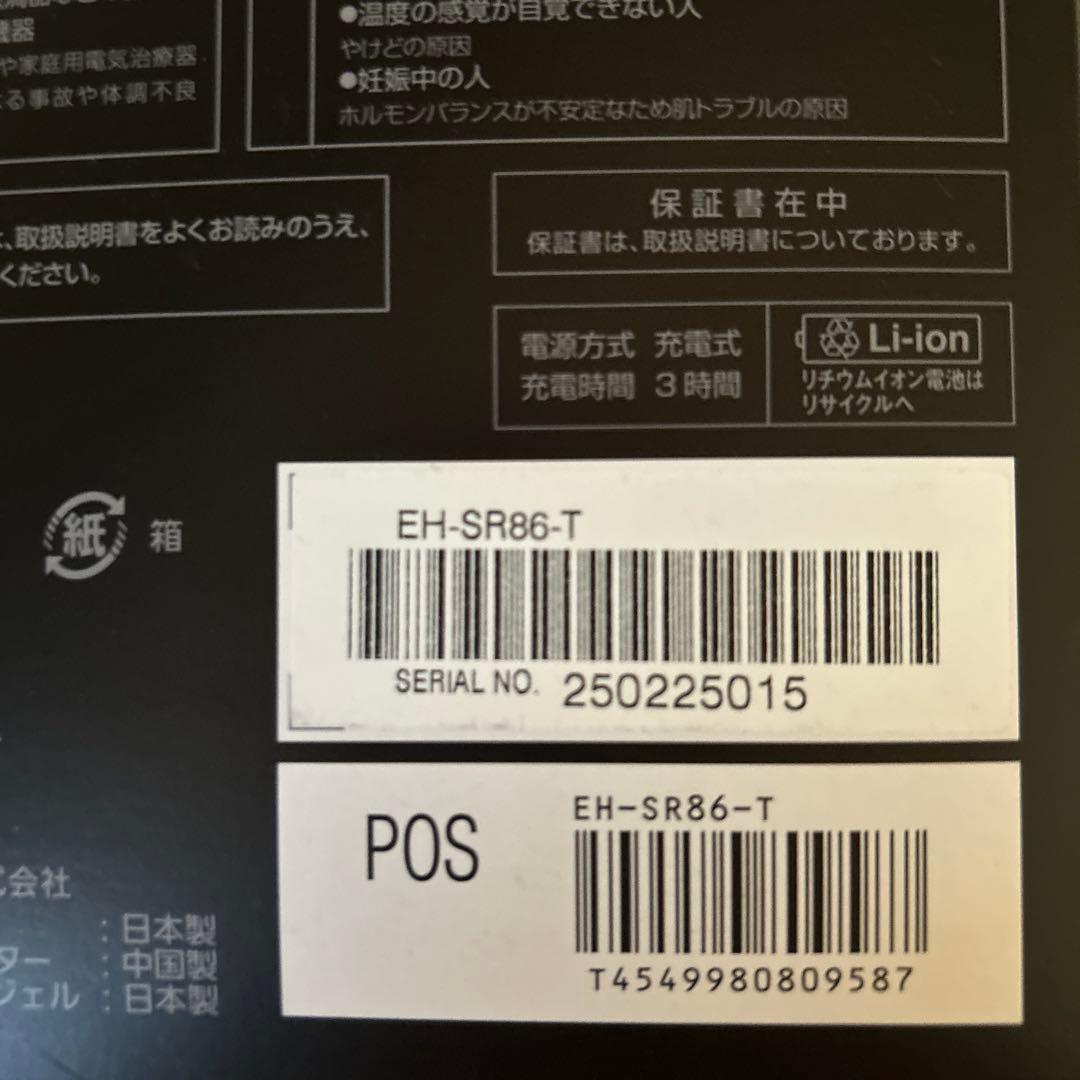 機器
や家庭用電気治療器
よる事故や体調不良
●温度の感覚が自覚できない人
やけどの原因
●妊娠中の人
ホルモンバランスが不安定なため肌トラブルの原因
、取扱説明書をよくお読みのうえ、
ください。
保証書在中
保証書は、取扱説明書についております。
電源方式 充電式
充電時間 3時間
Li-ion
リチウムイオン電池は
リサイクルへ
紙 箱
EH-SR86-T
SERIAL NO. 250225015
POS
EH-SR86-T
T4549980809587
式会社
:日本製
ター :中国製
ジェル :日本製